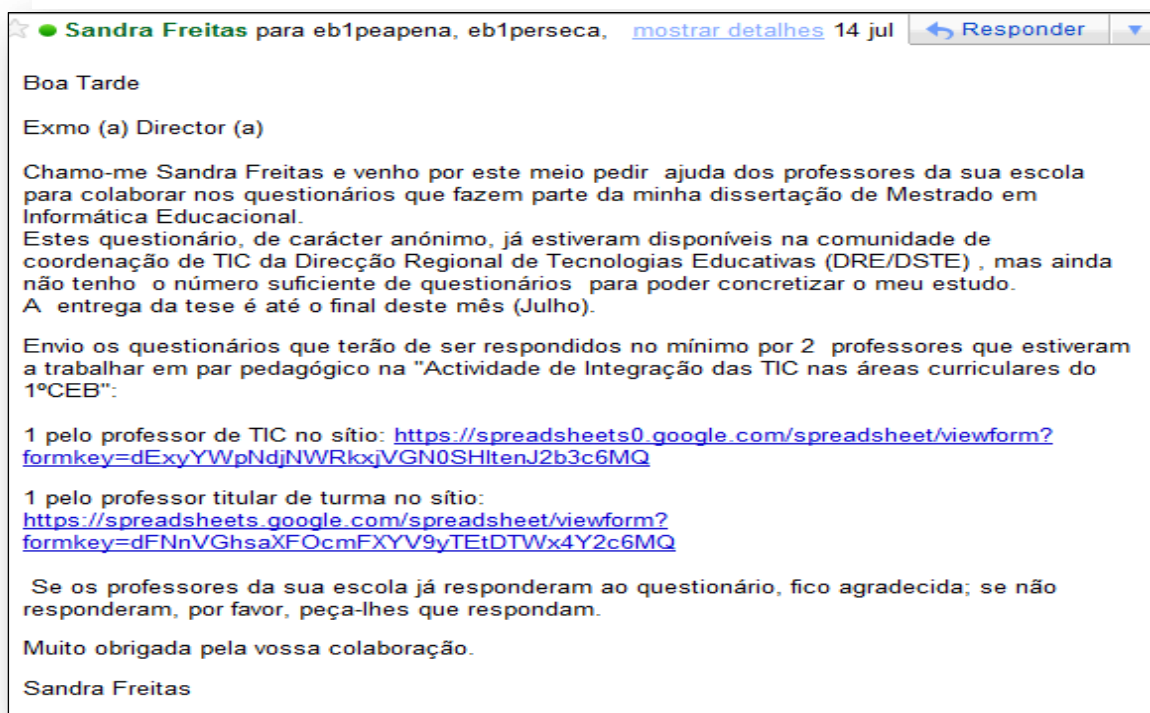 Sandra Freitas para eb1peapena, eb1perseca, mostrar detalhes 14 jul Responder
Boa Tarde
Exmo (a) Director (a)
Chamo-me Sandra Freitas e venho por este meio pedir ajuda dos professores da sua escola
para colaborar nos questionários que fazem parte da minha dissertação de Mestrado em
Informática Educacional.
Estes questionário, de carácter anónimo, já estiveram disponíveis na comunidade de
coordenação de TIC da Direcção Regional de Tecnologias Educativas (DRE/DSTE) , mas ainda
não tenho o número suficiente de questionários para poder concretizar o meu estudo.
A entrega da tese é até o final deste mês (Julho).
Envio os questionários que terão de ser respondidos no mínimo por 2 professores que estiveram
a trabalhar em par pedagógico na "Actividade de Integração das TIC nas áreas curriculares do
1ºCEB":
1 pelo professor de TIC no sítio: https://spreadsheets0.google.com/spreadsheet/viewform?
formkey=dExyYWpNdjNWRkxjVGN0SHltenJ2b3c6MQ
1 pelo professor titular de turma no sítio:
https://spreadsheets.google.com/spreadsheet/viewform?
formkey=dFNnVGhsaXFOcmFXYV9yTEtDTWx4Y2c6MQ
Se os professores da sua escola já responderam ao questionário, fico agradecida; se não
responderam, por favor, peça-lhes que respondam.
Muito obrigada pela vossa colaboração.
Sandra Freitas